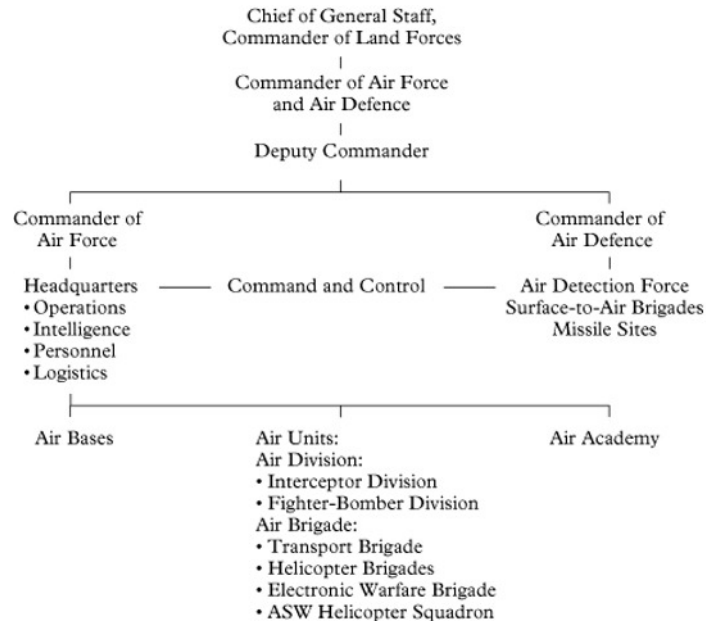 Chief of General Staff,
Commander of Land Forces
Commander of Air Force
and Air Defence
Deputy Commander
Commander of
Air Force
Commander of
Air Defence
Headquarters
• Operations
• Intelligence
• Personnel
• Logistics
Command and Control
Air Detection Force
Surface-to-Air Brigades
Missile Sites
Air Bases
Air Units:
Air Division:
• Interceptor Division
• Fighter-Bomber Division
Air Brigade:
• Transport Brigade
• Helicopter Brigades
• Electronic Warfare Brigade
• ASW Helicopter Squadron
Air Academy